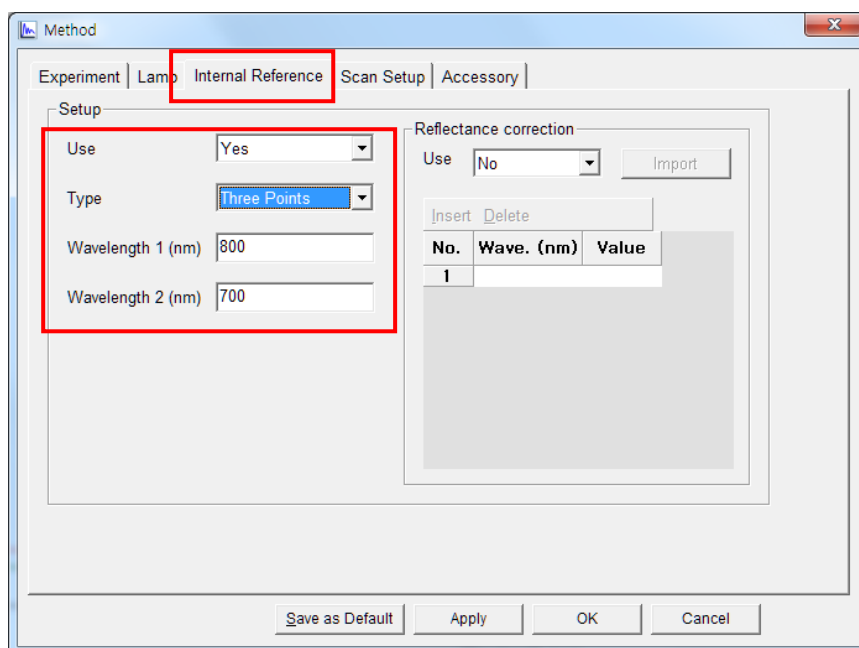 Method
Experiment Lamp Internal Reference Scan Setup Accessory
Setup
Use Yes
Type Three Points
Wavelength 1 (nm) 800
Wavelength 2 (nm) 700
Reflectance correction
Use No Import
Insert Delete
No. Wave. (nm) Value
1
Save as Default Apply OK Cancel